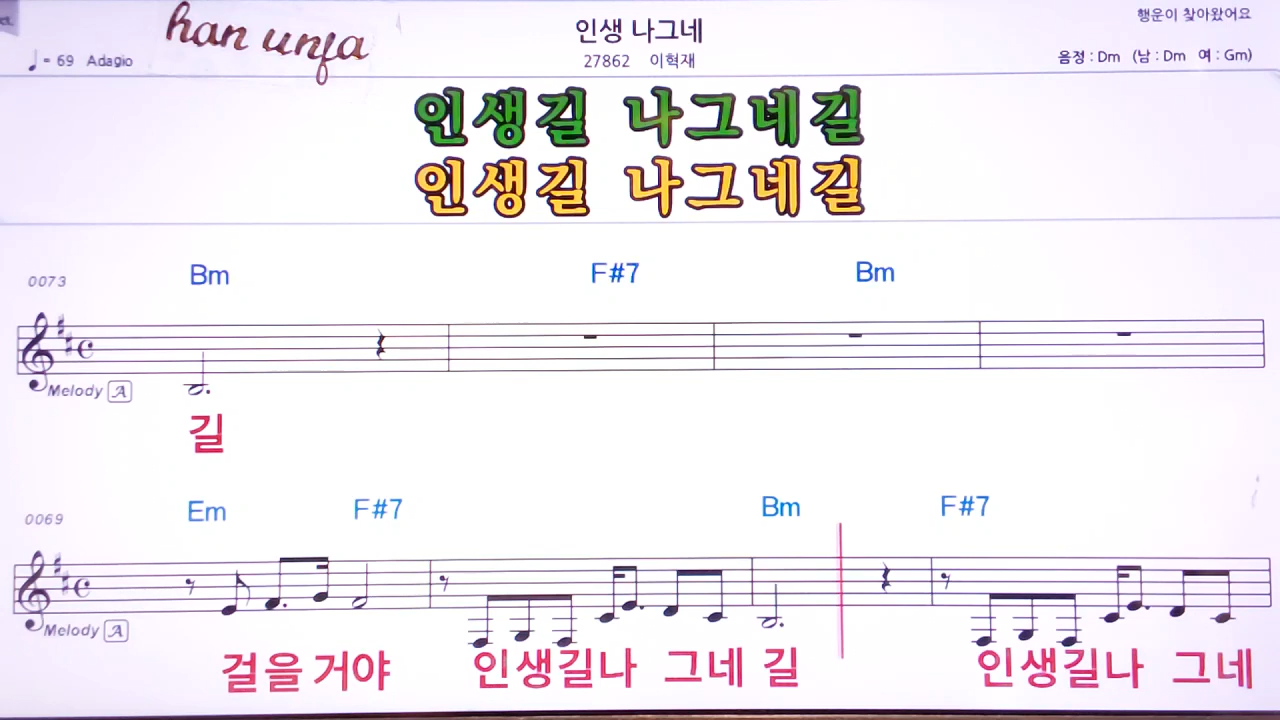 han unja
인생 나그네
행운이 찾아왔어요
♩= 69 Adagio
27862 이혁재
음정 : Dm (남 : Dm 여 : Gm)
인생길 나그네길
인생길 나그네길
0073 Bm F#7 Bm
Melody A
길
0069 Em F#7 Bm F#7
Melody A
걸을 거야 인생길나 그네 길 인생길나 그네